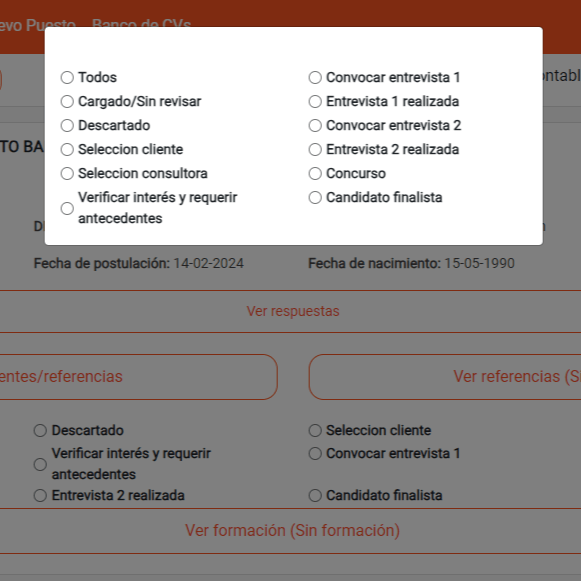 evo Puesto Banco de CVs
ontabl
Todos
Convocar entrevista 1
Cargado/Sin revisar
Entrevista 1 realizada
Descartado
Convocar entrevista 2
Seleccion cliente
Entrevista 2 realizada
Seleccion consultora
Concurso
Verificar interés y requerir
antecedentes
Candidato finalista
TO BA
Fecha de postulación: 14-02-2024
Fecha de nacimiento: 15-05-1990
Ver respuestas
entes/referencias
Ver referencias (S
Descartado
Seleccion cliente
Verificar interés y requerir
antecedentes
Convocar entrevista 1
Entrevista 2 realizada
Candidato finalista
Ver formación (Sin formación)